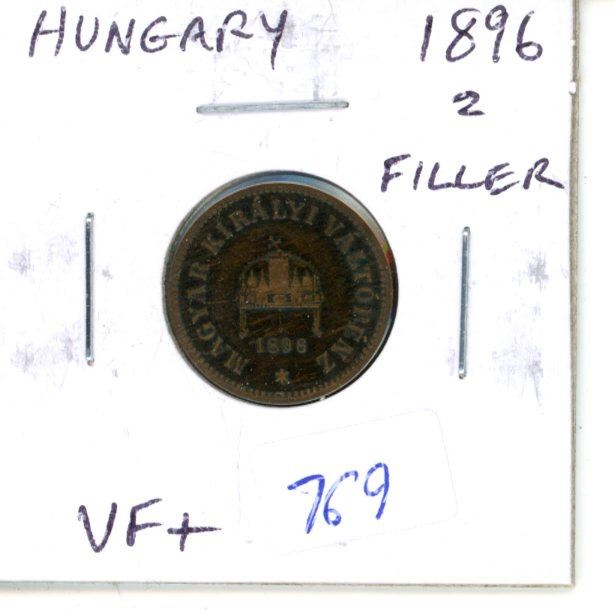 HUNGARY 1896
2
FILLER
MAGYAR KIRÁLYI VÁLTÓPÉNZ
1896
VF+
769